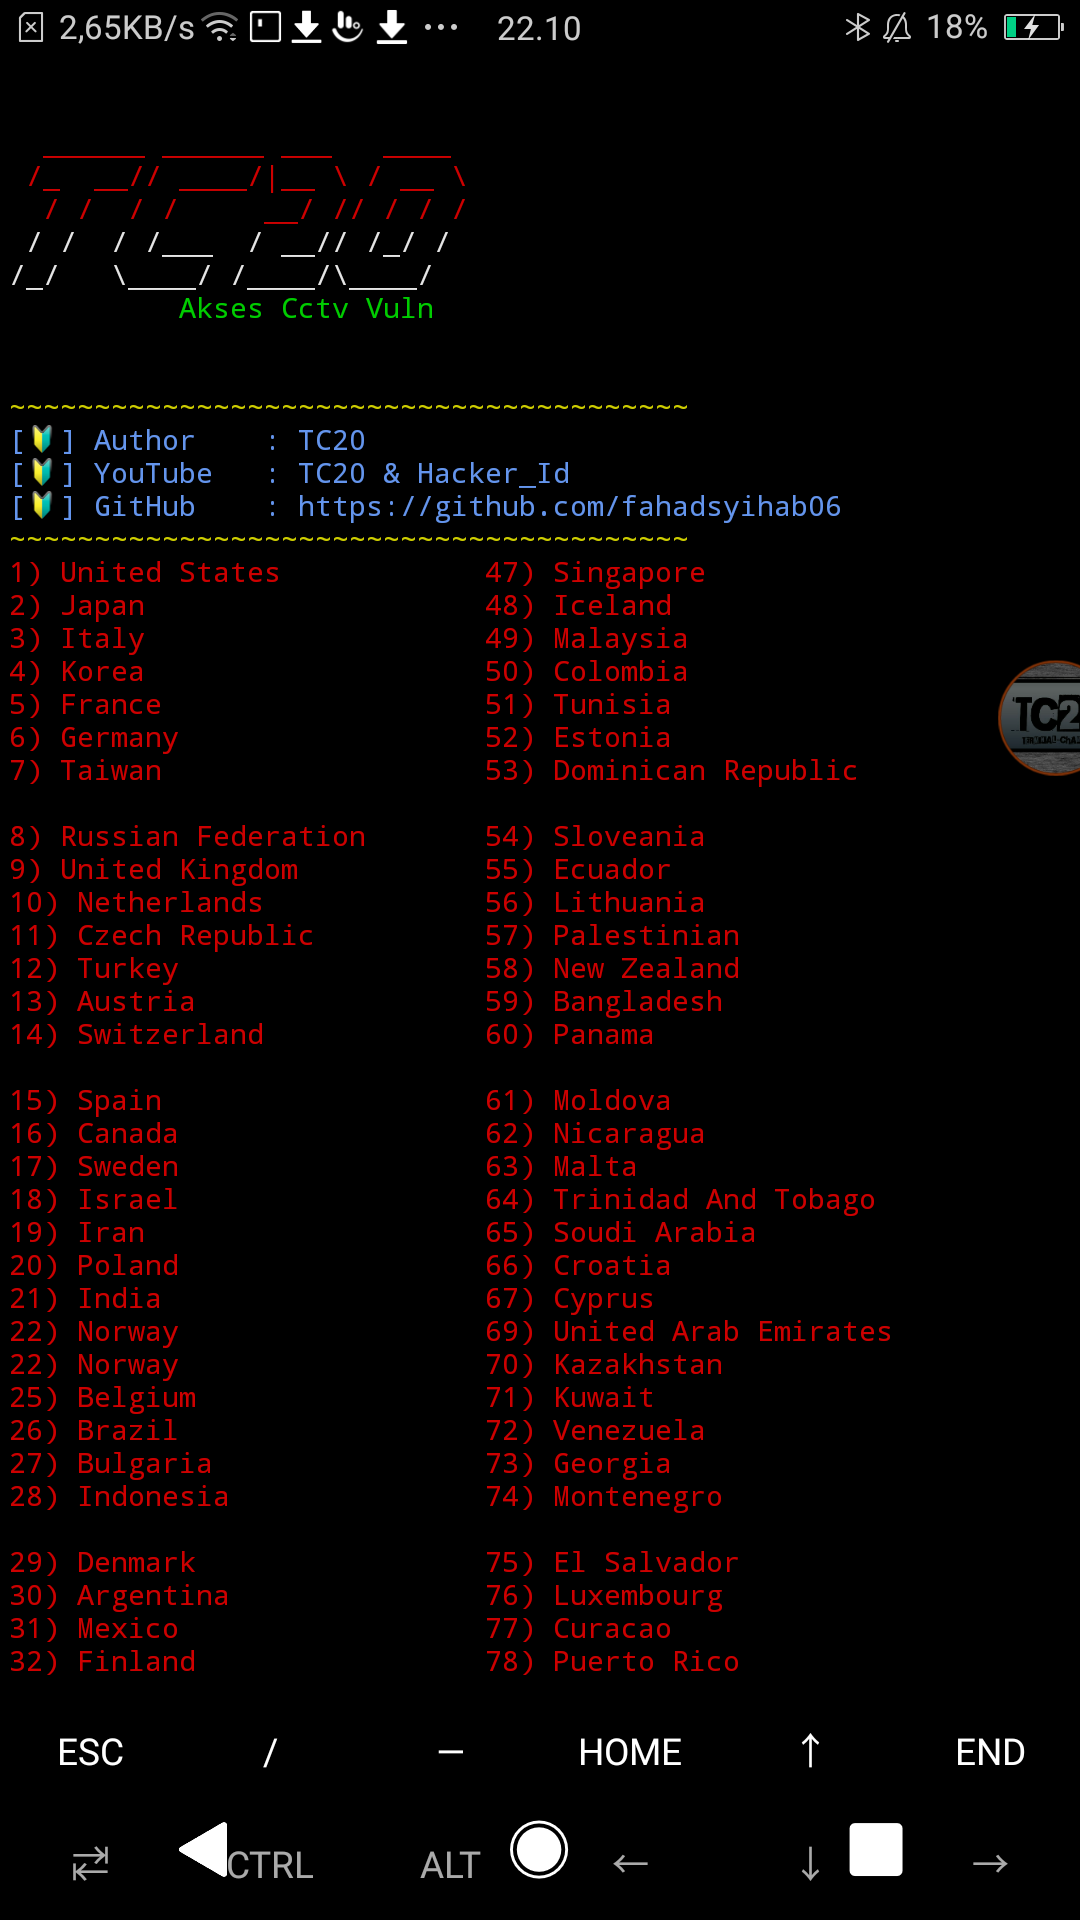 2,65KB/s 22.10 18%
TC20
Akses Cctv Vuln
~~~~~~~~~~~~~~~~~~~~~~~~~~~~~~~~~~~~~~~~
[🔰] Author    : TC20
[🔰] YouTube   : TC20 & Hacker_Id
[🔰] GitHub    : https://github.com/fahadsyihab06
~~~~~~~~~~~~~~~~~~~~~~~~~~~~~~~~~~~~~~~~
1) United States 47) Singapore
2) Japan 48) Iceland
3) Italy 49) Malaysia
4) Korea 50) Colombia
5) France 51) Tunisia
6) Germany 52) Estonia
7) Taiwan 53) Dominican Republic
8) Russian Federation 54) Sloveania
9) United Kingdom 55) Ecuador
10) Netherlands 56) Lithuania
11) Czech Republic 57) Palestinian
12) Turkey 58) New Zealand
13) Austria 59) Bangladesh
14) Switzerland 60) Panama
15) Spain 61) Moldova
16) Canada 62) Nicaragua
17) Sweden 63) Malta
18) Israel 64) Trinidad And Tobago
19) Iran 65) Soudi Arabia
20) Poland 66) Croatia
21) India 67) Cyprus
22) Norway 69) United Arab Emirates
22) Norway 70) Kazakhstan
25) Belgium 71) Kuwait
26) Brazil 72) Venezuela
27) Bulgaria 73) Georgia
28) Indonesia 74) Montenegro
29) Denmark 75) El Salvador
30) Argentina 76) Luxembourg
31) Mexico 77) Curacao
32) Finland 78) Puerto Rico
ESC / — HOME ↑ END
⇄ CTRL ALT ← ↓ →